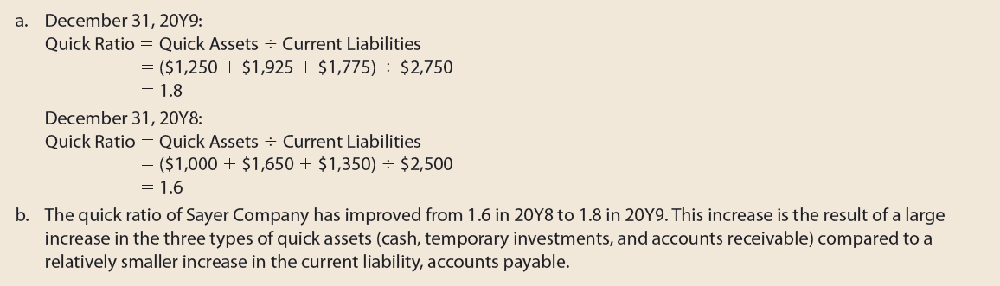 a. December 31, 20Y9:
Quick Ratio = Quick Assets ÷ Current Liabilities
= ($1,250 + $1,925 + $1,775) ÷ $2,750
= 1.8
December 31, 20Y8:
Quick Ratio = Quick Assets ÷ Current Liabilities
= ($1,000 + $1,650 + $1,350) ÷ $2,500
= 1.6
b. The quick ratio of Sayer Company has improved from 1.6 in 20Y8 to 1.8 in 20Y9. This increase is the result of a large
increase in the three types of quick assets (cash, temporary investments, and accounts receivable) compared to a
relatively smaller increase in the current liability, accounts payable.